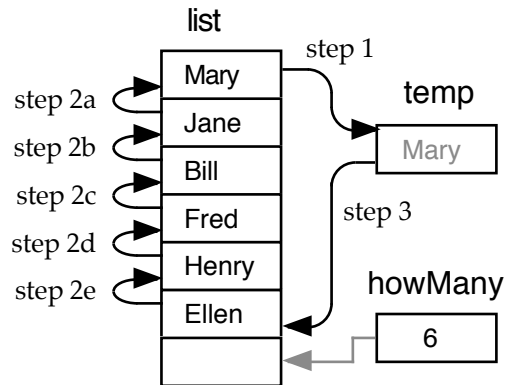 list
Mary
Jane
Bill
Fred
Henry
Ellen
step 2a
step 2b
step 2c
step 2d
step 2e
step 1
temp
Mary
step 3
howMany
6